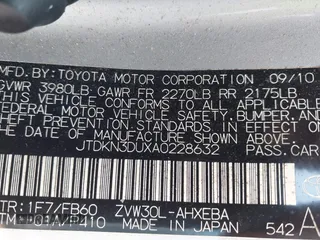 MFD.BY:TOYOTA MOTOR CORPORATION 09/10
GVWR 3980LB GAWR FR 2270LB RR 2175LB
THIS VEHICLE CONFORMS TO ALL APPLICABLE
FEDERAL MOTOR VEHICLE SAFETY,BUMPER,AND
THEFT PREVENTION STANDARDS IN EFFECT ON
THE DATE OF MANUFACTURE SHOWN ABOVE.
JTDKN3DUXA0228632 PASS.CAR
C/TR:1F7/FB60 ZVW30L-AHXEBA
MADE IN JAPAN 542